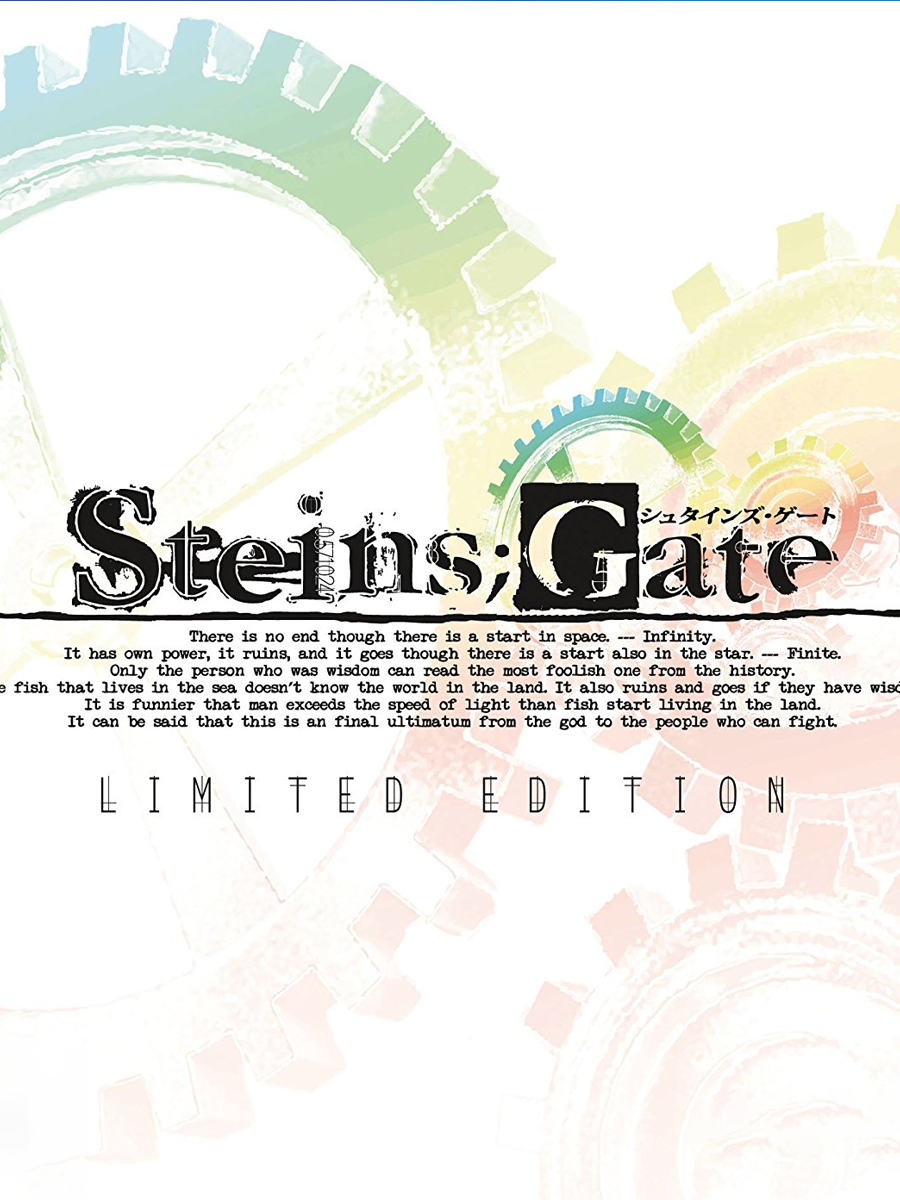 Steins;Gate
シュタインズ・ゲート
There is no end though there is a start in space. --- Infinity.
It has own power, it ruins, and it goes though there is a start also in the star. --- Finite.
Only the person who was wisdom can read the most foolish one from the history.
fish that lives in the sea doesn't know the world in the land. It also ruins and goes if they have
It is funnier that man exceeds the speed of light than fish start living in the land.
It can be said that this is an final ultimatum from the god to the people who can fight.
LIMITED EDITION